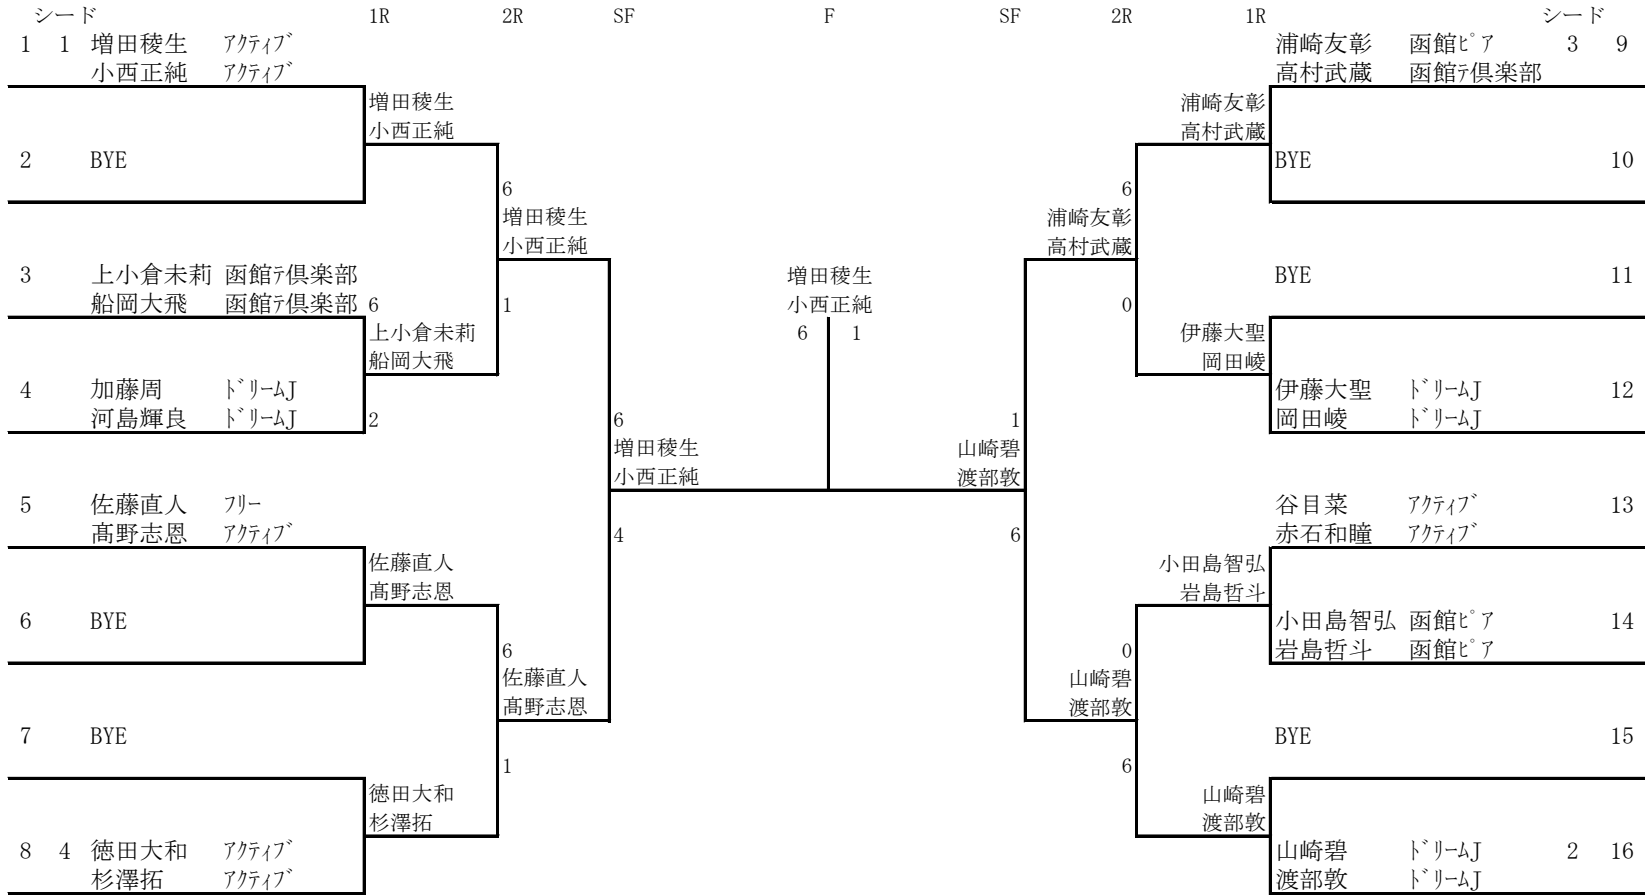 シード 1R 2R SF F SF 2R 1R シード
1 1 増田稜生 ｱｸﾃｨﾌﾞ 浦崎友彰 函館ﾋﾟｱ 3 9
小西正純 ｱｸﾃｨﾌﾞ 高村武蔵 函館ﾃ倶楽部
増田稜生 浦崎友彰
小西正純 高村武蔵
2 BYE BYE 10
6 6
増田稜生 浦崎友彰
小西正純 高村武蔵
3 上小倉未莉 函館ﾃ倶楽部 増田稜生 BYE 11
船岡大飛 函館ﾃ倶楽部 6 1 小西正純 0
上小倉未莉 6 1 伊藤大聖
船岡大飛 岡田崚
4 加藤周 ﾄﾞﾘｰﾑJ 伊藤大聖 ﾄﾞﾘｰﾑJ 12
河島輝良 ﾄﾞﾘｰﾑJ 2 6 1 岡田崚 ﾄﾞﾘｰﾑJ
増田稜生 山崎碧
小西正純 渡部敦
5 佐藤直人 ﾌﾘｰ 谷目菜 ｱｸﾃｨﾌﾞ 13
髙野志恩 ｱｸﾃｨﾌﾞ 4 6 赤石和瞳 ｱｸﾃｨﾌﾞ
佐藤直人 小田島智弘
髙野志恩 岩島哲斗
6 BYE 小田島智弘 函館ﾋﾟｱ 14
6 0 岩島哲斗 函館ﾋﾟｱ
佐藤直人 山崎碧
髙野志恩 渡部敦
7 BYE BYE 15
1 6
徳田大和 山崎碧
杉澤拓 渡部敦
8 4 徳田大和 ｱｸﾃｨﾌﾞ 山崎碧 ﾄﾞﾘｰﾑJ 2 16
杉澤拓 ｱｸﾃｨﾌﾞ 渡部敦 ﾄﾞﾘｰﾑJ